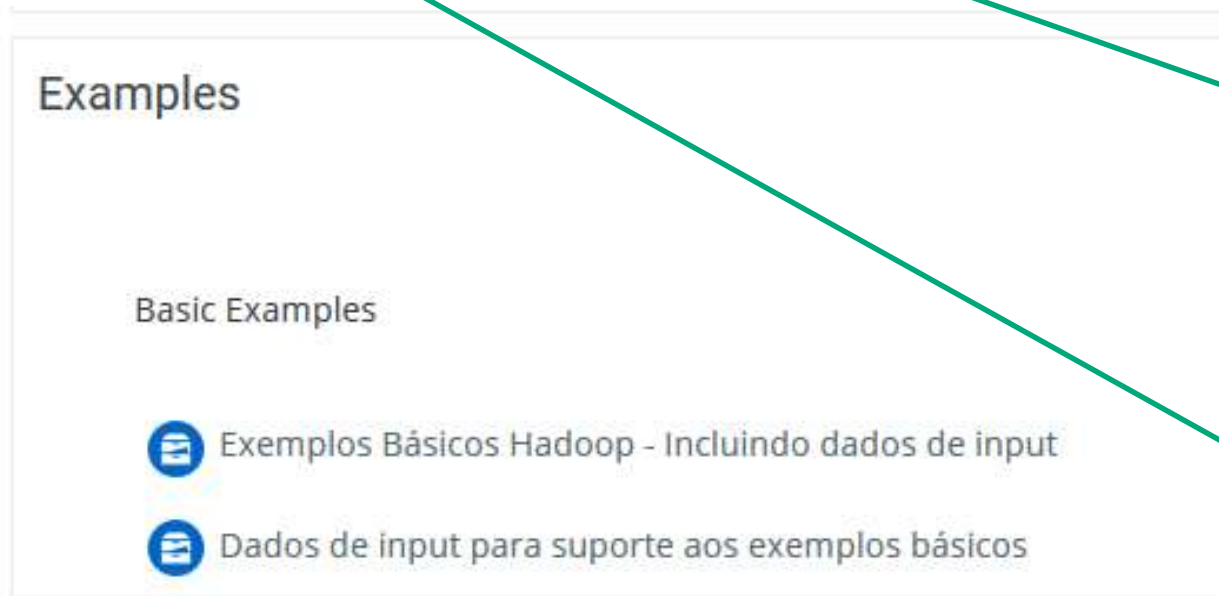 Examples
Basic Examples
Exemplos Básicos Hadoop - Incluindo dados de input
Dados de input para suporte aos exemplos básicos